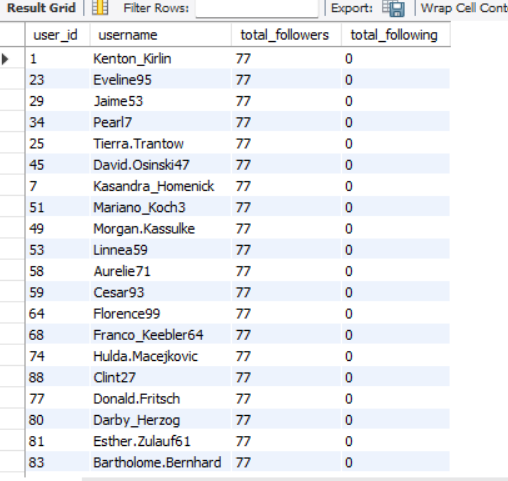 Result Grid Filter Rows: Export: Wrap Cell Cont
user_id username total_followers total_following
1 Kenton_Kirlin 77 0
23 Eveline95 77 0
29 Jaime53 77 0
34 Pearl7 77 0
25 Tierra.Trantow 77 0
45 David.Osinski47 77 0
7 Kasandra_Homenick 77 0
51 Mariano_Koch3 77 0
49 Morgan.Kassulke 77 0
53 Linnea59 77 0
58 Aurelie71 77 0
59 Cesar93 77 0
64 Florence99 77 0
68 Franco_Keebler64 77 0
74 Hulda.Macejkovic 77 0
88 Clint27 77 0
77 Donald.Fritsch 77 0
80 Darby_Herzog 77 0
81 Esther.Zulauf61 77 0
83 Bartholome.Bernhard 77 0